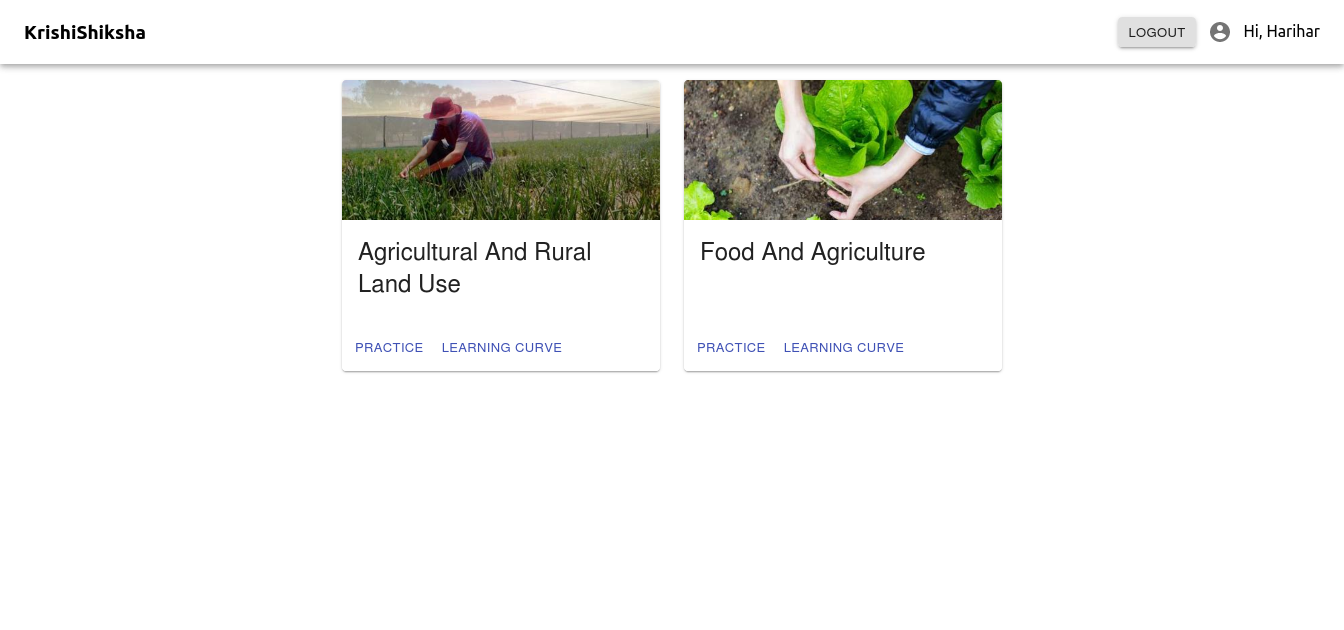 KrishiShiksha
LOGOUT
Hi, Harihar
Agricultural And Rural
Land Use
PRACTICE
LEARNING CURVE
Food And Agriculture
PRACTICE
LEARNING CURVE